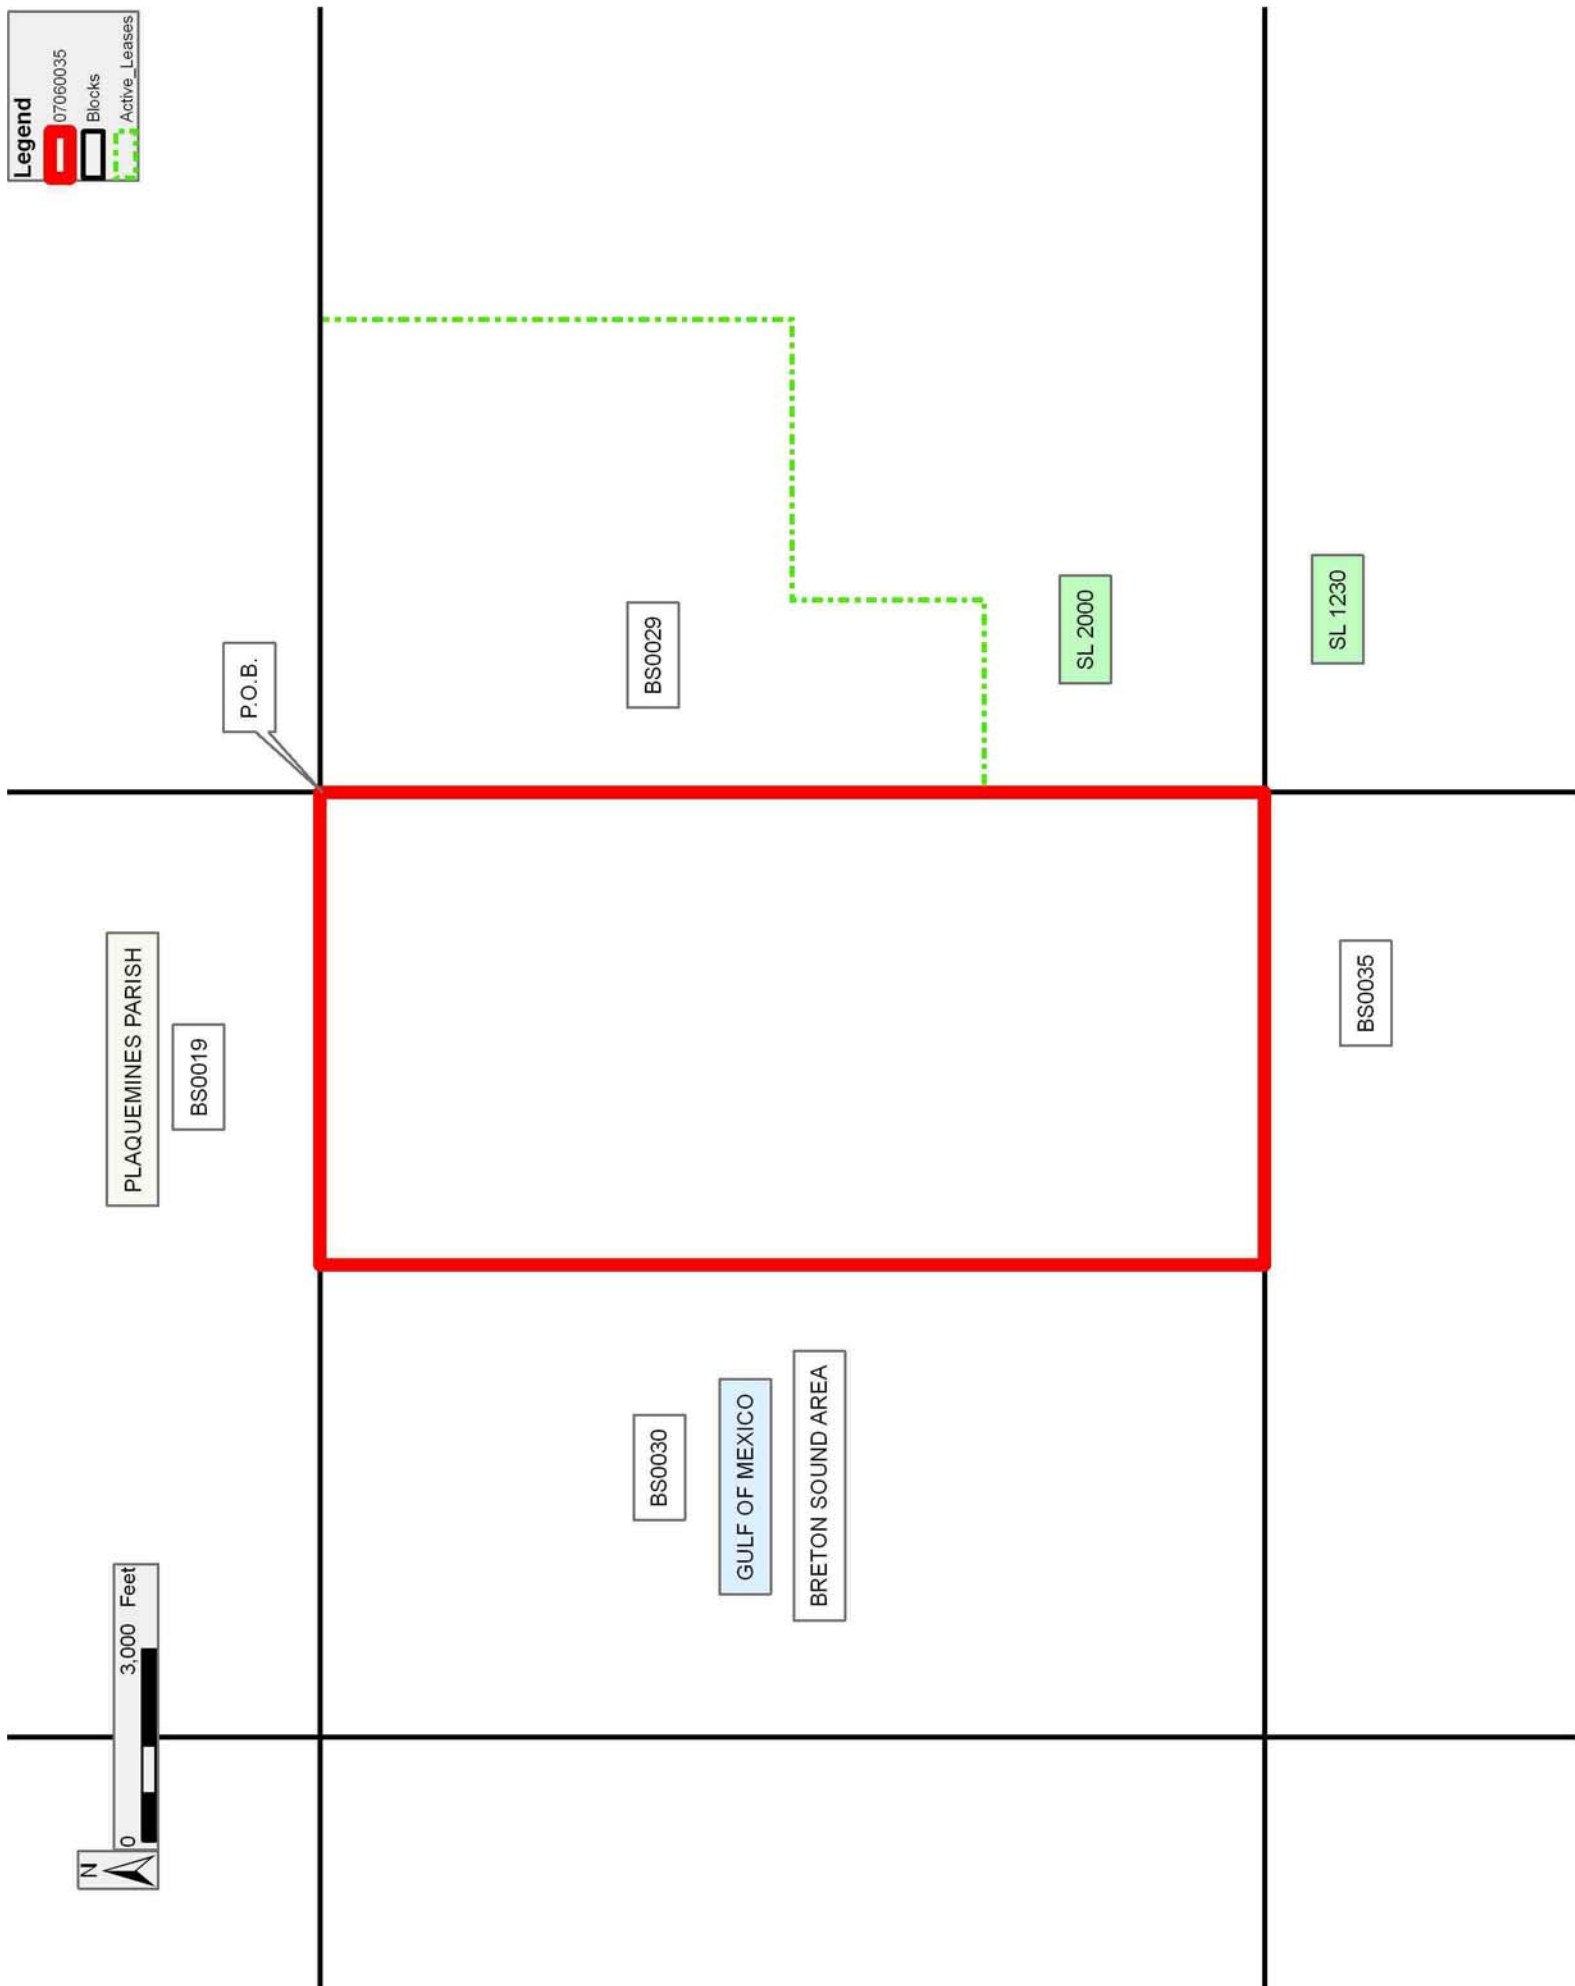 Legend
07060035
Blocks
Active_Leases
P.O.B.
PLAQUEMINES PARISH
BS0019
BS0029
SL 2000
SL 1230
BS0035
BS0030
GULF OF MEXICO
BRETON SOUND AREA
N
0 3,000 Feet